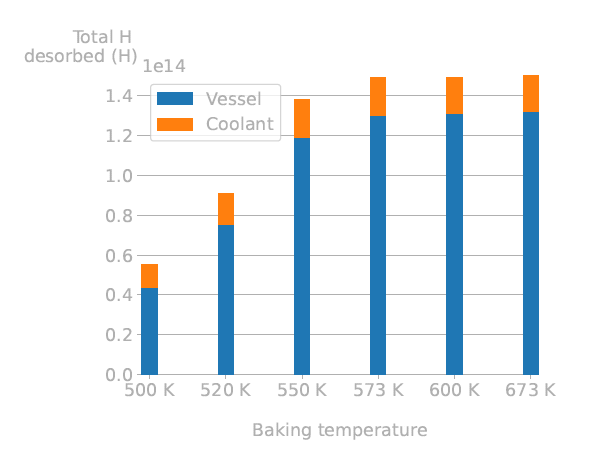 Total H
desorbed (H)
1e14
Vessel
Coolant
1.4
1.2
1.0
0.8
0.6
0.4
0.2
0.0
500 K 520 K 550 K 573 K 600 K 673 K
Baking temperature